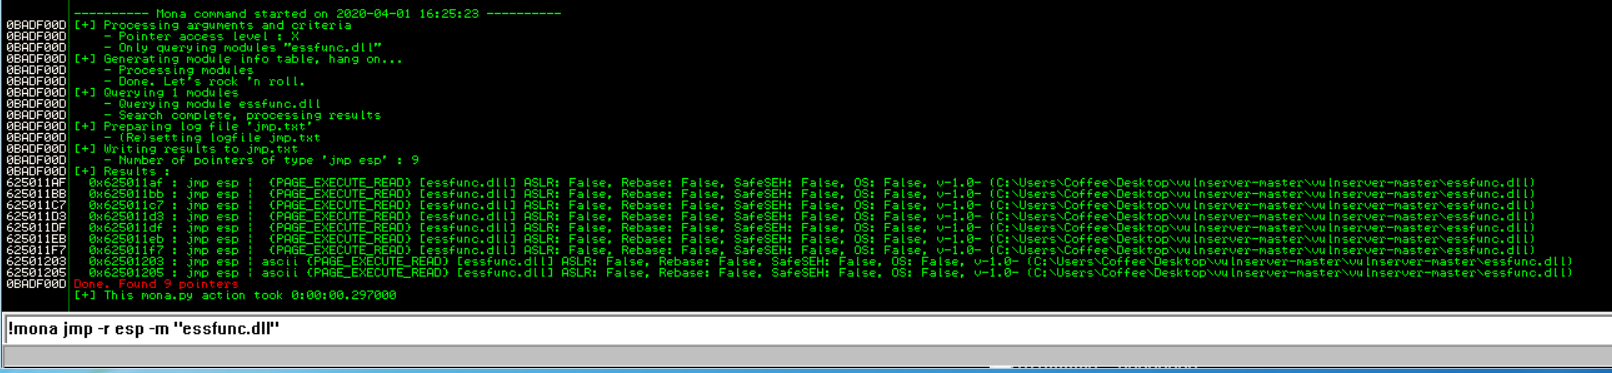 ---------- Mona command started on 2020-04-01 16:25:23 ----------
0BADF00D [+] Processing arguments and criteria
0BADF00D - Pointer access level : X
0BADF00D - Only querying modules "essfunc.dll"
0BADF00D [+] Generating module info table, hang on...
0BADF00D - Processing modules
0BADF00D - Done. Let's rock 'n roll.
0BADF00D [+] Querying 1 modules
0BADF00D - Querying module essfunc.dll
0BADF00D - Search complete, processing results
0BADF00D [+] Preparing log file 'jmp.txt'
0BADF00D - (Re)setting logfile jmp.txt
0BADF00D [+] Writing results to jmp.txt
0BADF00D - Number of pointers of type 'jmp esp' : 9
0BADF00D [+] Results :
625011AF 0x625011af : jmp esp | {PAGE_EXECUTE_READ} [essfunc.dll] ASLR: False, Rebase: False, SafeSEH: False, OS: False, v-1.0- (C:\Users\Coffee\Desktop\vulnserver-master\vulnserver-master\essfunc.dll)
625011BB 0x625011bb : jmp esp | {PAGE_EXECUTE_READ} [essfunc.dll] ASLR: False, Rebase: False, SafeSEH: False, OS: False, v-1.0- (C:\Users\Coffee\Desktop\vulnserver-master\vulnserver-master\essfunc.dll)
625011C7 0x625011c7 : jmp esp | {PAGE_EXECUTE_READ} [essfunc.dll] ASLR: False, Rebase: False, SafeSEH: False, OS: False, v-1.0- (C:\Users\Coffee\Desktop\vulnserver-master\vulnserver-master\essfunc.dll)
625011D3 0x625011d3 : jmp esp | {PAGE_EXECUTE_READ} [essfunc.dll] ASLR: False, Rebase: False, SafeSEH: False, OS: False, v-1.0- (C:\Users\Coffee\Desktop\vulnserver-master\vulnserver-master\essfunc.dll)
625011DF 0x625011df : jmp esp | {PAGE_EXECUTE_READ} [essfunc.dll] ASLR: False, Rebase: False, SafeSEH: False, OS: False, v-1.0- (C:\Users\Coffee\Desktop\vulnserver-master\vulnserver-master\essfunc.dll)
625011EB 0x625011eb : jmp esp | {PAGE_EXECUTE_READ} [essfunc.dll] ASLR: False, Rebase: False, SafeSEH: False, OS: False, v-1.0- (C:\Users\Coffee\Desktop\vulnserver-master\vulnserver-master\essfunc.dll)
625011F7 0x625011f7 : jmp esp | {PAGE_EXECUTE_READ} [essfunc.dll] ASLR: False, Rebase: False, SafeSEH: False, OS: False, v-1.0- (C:\Users\Coffee\Desktop\vulnserver-master\vulnserver-master\essfunc.dll)
62501203 0x62501203 : jmp esp | ascii {PAGE_EXECUTE_READ} [essfunc.dll] ASLR: False, Rebase: False, SafeSEH: False, OS: False, v-1.0- (C:\Users\Coffee\Desktop\vulnserver-master\vulnserver-master\essfunc.dll)
62501205 0x62501205 : jmp esp | ascii {PAGE_EXECUTE_READ} [essfunc.dll] ASLR: False, Rebase: False, SafeSEH: False, OS: False, v-1.0- (C:\Users\Coffee\Desktop\vulnserver-master\vulnserver-master\essfunc.dll)
0BADF00D Done. Found 9 pointers
[+] This mona.py action took 0:00:00.297000
!mona jmp -r esp -m "essfunc.dll"